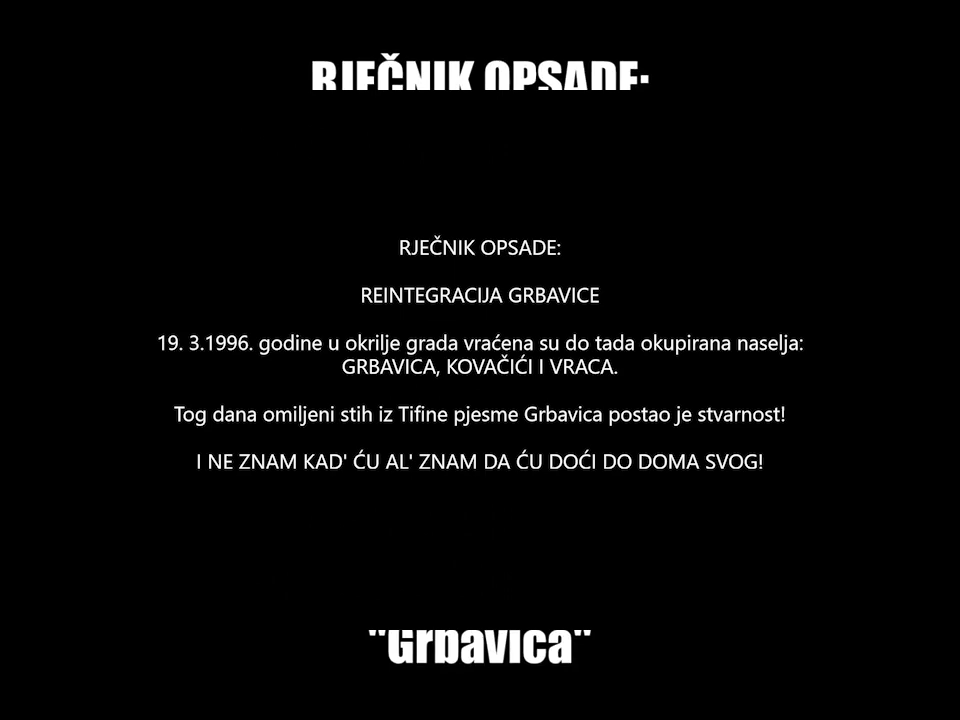 RJEČNIK OPSADE:
RJEČNIK OPSADE:
REINTEGRACIJA GRBAVICE
19. 3.1996. godine u okrilje grada vraćena su do tada okupirana naselja:
GRBAVICA, KOVAČIĆI I VRACA.
Tog dana omiljeni stih iz Tifine pjesme Grbavica postao je stvarnost!
I NE ZNAM KAD' ĆU AL' ZNAM DA ĆU DOĆI DO DOMA SVOG!
"Grbavica"